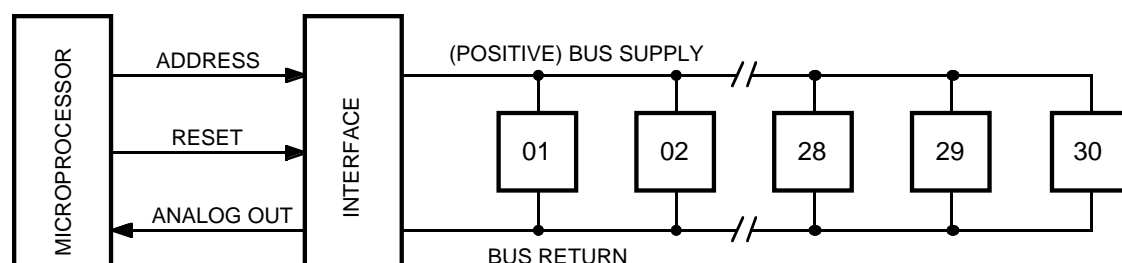 MICROPROCESSOR
ADDRESS
RESET
ANALOG OUT
INTERFACE
(POSITIVE) BUS SUPPLY
01
02
28
29
30
BUS RETURN